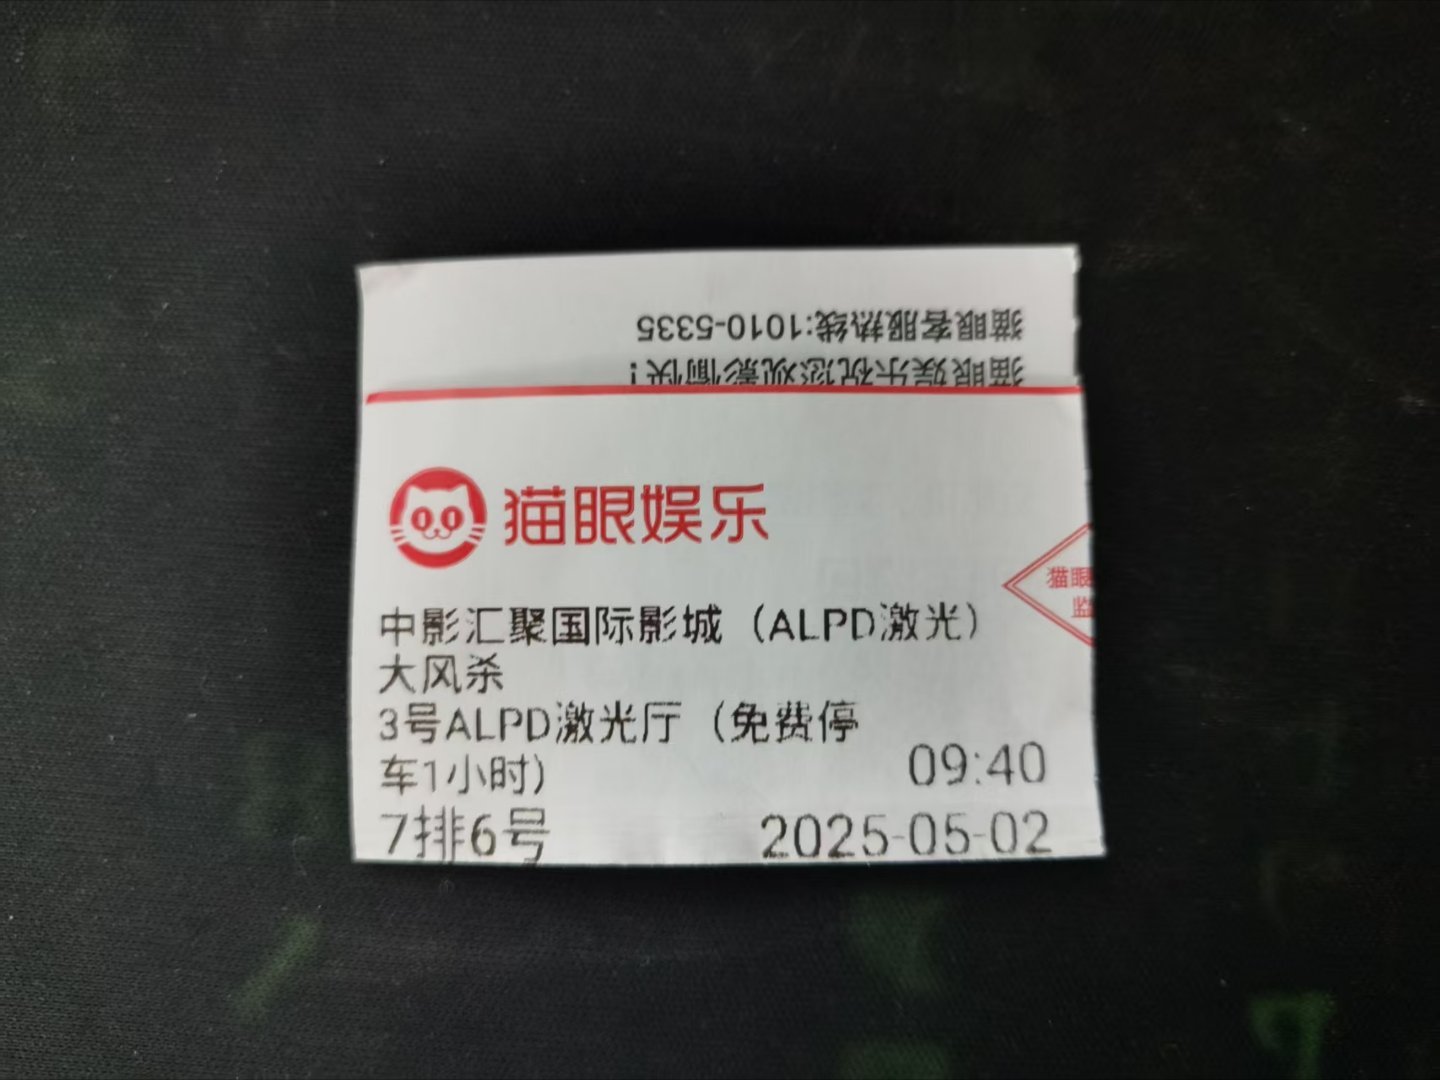 猫眼客服热线:1010-5335
猫眼娱乐祝您观影愉快!
猫眼娱乐
猫眼
监
中影汇聚国际影城（ALPD激光）
大风杀
3号ALPD激光厅（免费停
车1小时）
09:40
7排6号
2025-05-02